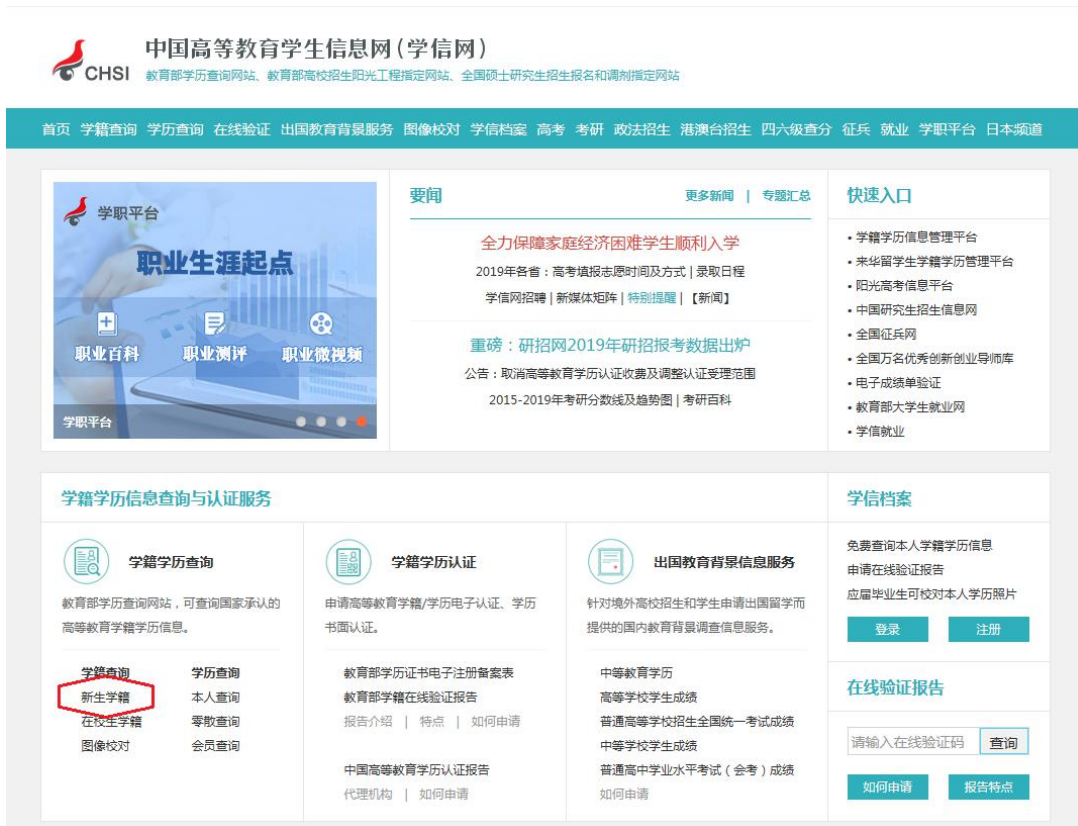 中国高等教育学生信息网(学信网)
CHSI
教育部学历查询网站、教育部高校招生阳光工程指定网站、全国硕士研究生招生报名和调剂指定网站
首页 学籍查询 学历查询 在线验证 出国教育背景服务 图像校对 学信档案 高考 考研 政法招生 港澳台招生 四六级查分 征兵 就业 学职平台 日本频道
学职平台
职业生涯起点
职业百科 职业测评 职业微视频
学职平台
要闻 更多新闻 | 专题汇总
全力保障家庭经济困难学生顺利入学
2019年各省：高考填报志愿时间及方式 | 录取日程
学信网招聘 | 新媒体矩阵 | 特别提醒 | 【新闻】
重磅：研招网2019年研招报考数据出炉
公告：取消高等教育学历认证收费及调整认证受理范围
2015-2019年考研分数线及趋势图 | 考研百科
快速入口
• 学籍学历信息管理平台
• 来华留学生学籍学历管理平台
• 阳光高考信息平台
• 中国研究生招生信息网
• 全国征兵网
• 全国万名优秀创新创业导师库
• 电子成绩单验证
• 教育部大学生就业网
• 学信就业
学籍学历信息查询与认证服务
学籍学历查询
教育部学历查询网站，可查询国家承认的
高等教育学籍学历信息。
学籍查询 学历查询
新生学籍 本人查询
在校生学籍 零散查询
图像校对 会员查询
学籍学历认证
申请高等教育学籍/学历电子认证、学历
书面认证。
教育部学历证书电子注册备案表
教育部学籍在线验证报告
报告介绍 | 特点 | 如何申请
中国高等教育学历认证报告
代理机构 | 如何申请
出国教育背景信息服务
针对境外高校招生和学生申请出国留学而
提供的国内教育背景调查信息服务。
中等教育学历
高等学校学生成绩
普通高等学校招生全国统一考试成绩
中等学校学生成绩
普通高中学业水平考试（会考）成绩
如何申请
学信档案
免费查询本人学籍学历信息
申请在线验证报告
应届毕业生可校对本人学历照片
登录 注册
在线验证报告
请输入在线验证码 查询
如何申请 报告特点